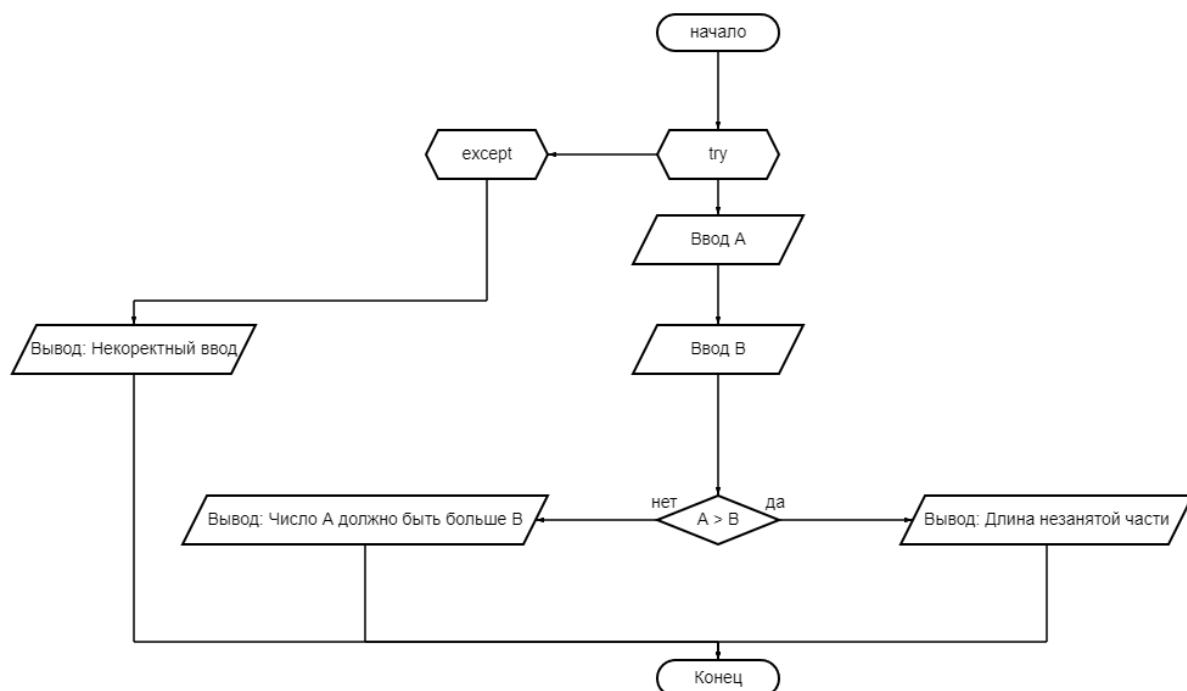 начало
except
try
Ввод A
Вывод: Некоректный ввод
Ввод B
нет
да
Вывод: Число A должно быть больше B
A > B
Вывод: Длина незанятой части
Конец